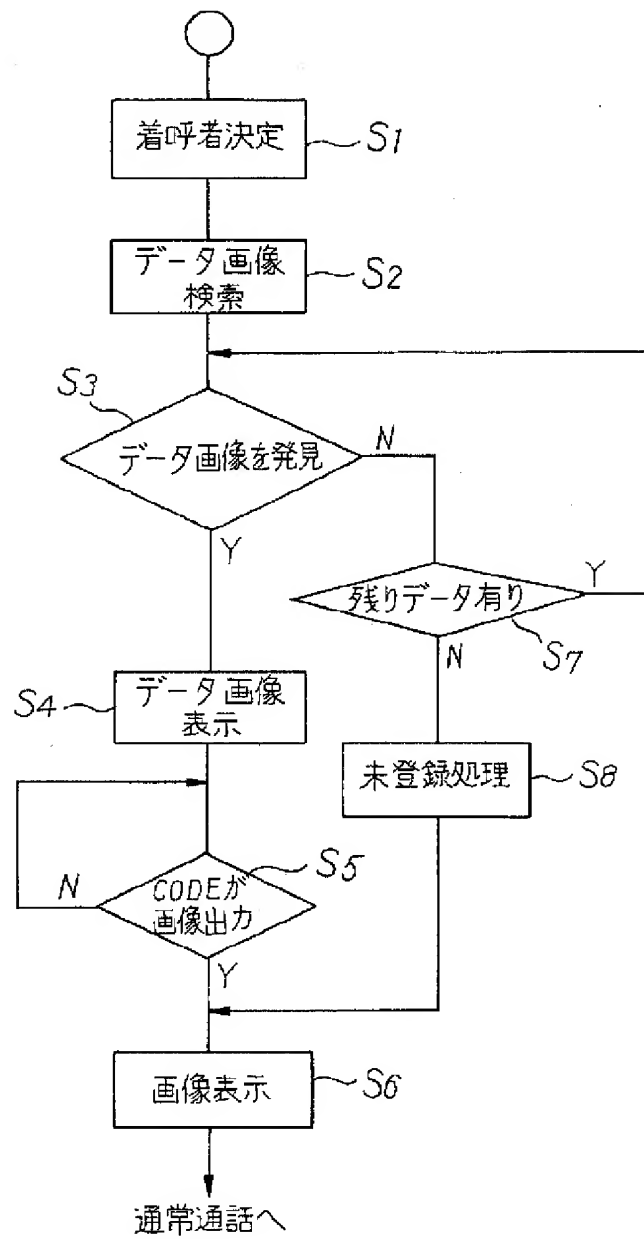 着呼者決定
S1
データ画像
検索
S2
S3
データ画像を発見
N
Y
残りデータ有り
Y
S7
N
S4
データ画像
表示
未登録処理
S8
S5
CODEが
画像出力
N
Y
画像表示
S6
通常通話へ